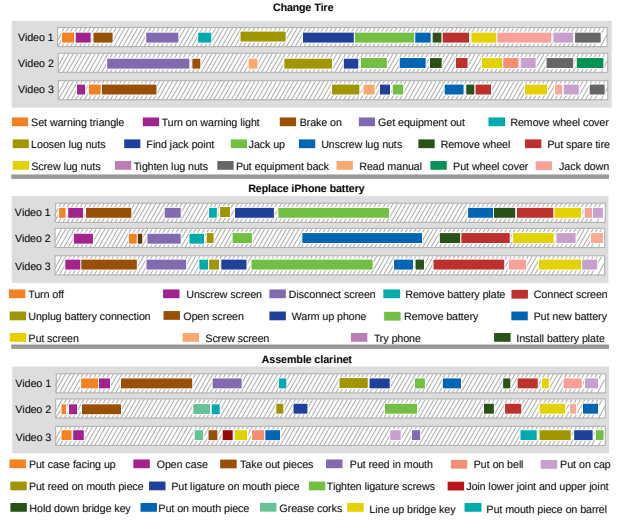 Change Tire
Video 1
Video 2
Video 3
Set warning triangle Turn on warning light Brake on Get equipment out Remove wheel cover
Loosen lug nuts Find jack point Jack up Unscrew lug nuts Remove wheel Put spare tire
Screw lug nuts Tighten lug nuts Put equipment back Read manual Put wheel cover Jack down
Replace iPhone battery
Video 1
Video 2
Video 3
Turn off Unscrew screen Disconnect screen Remove battery plate Connect screen
Unplug battery connection Open screen Warm up phone Remove battery Put new battery
Put screen Screw screen Try phone Install battery plate
Assemble clarinet
Video 1
Video 2
Video 3
Put case facing up Open case Take out pieces Put reed in mouth Put on bell Put on cap
Put reed on mouth piece Put ligature on mouth piece Tighten ligature screws Join lower joint and upper joint
Hold down bridge key Put on mouth piece Grease corks Line up bridge key Put mouth piece on barrel